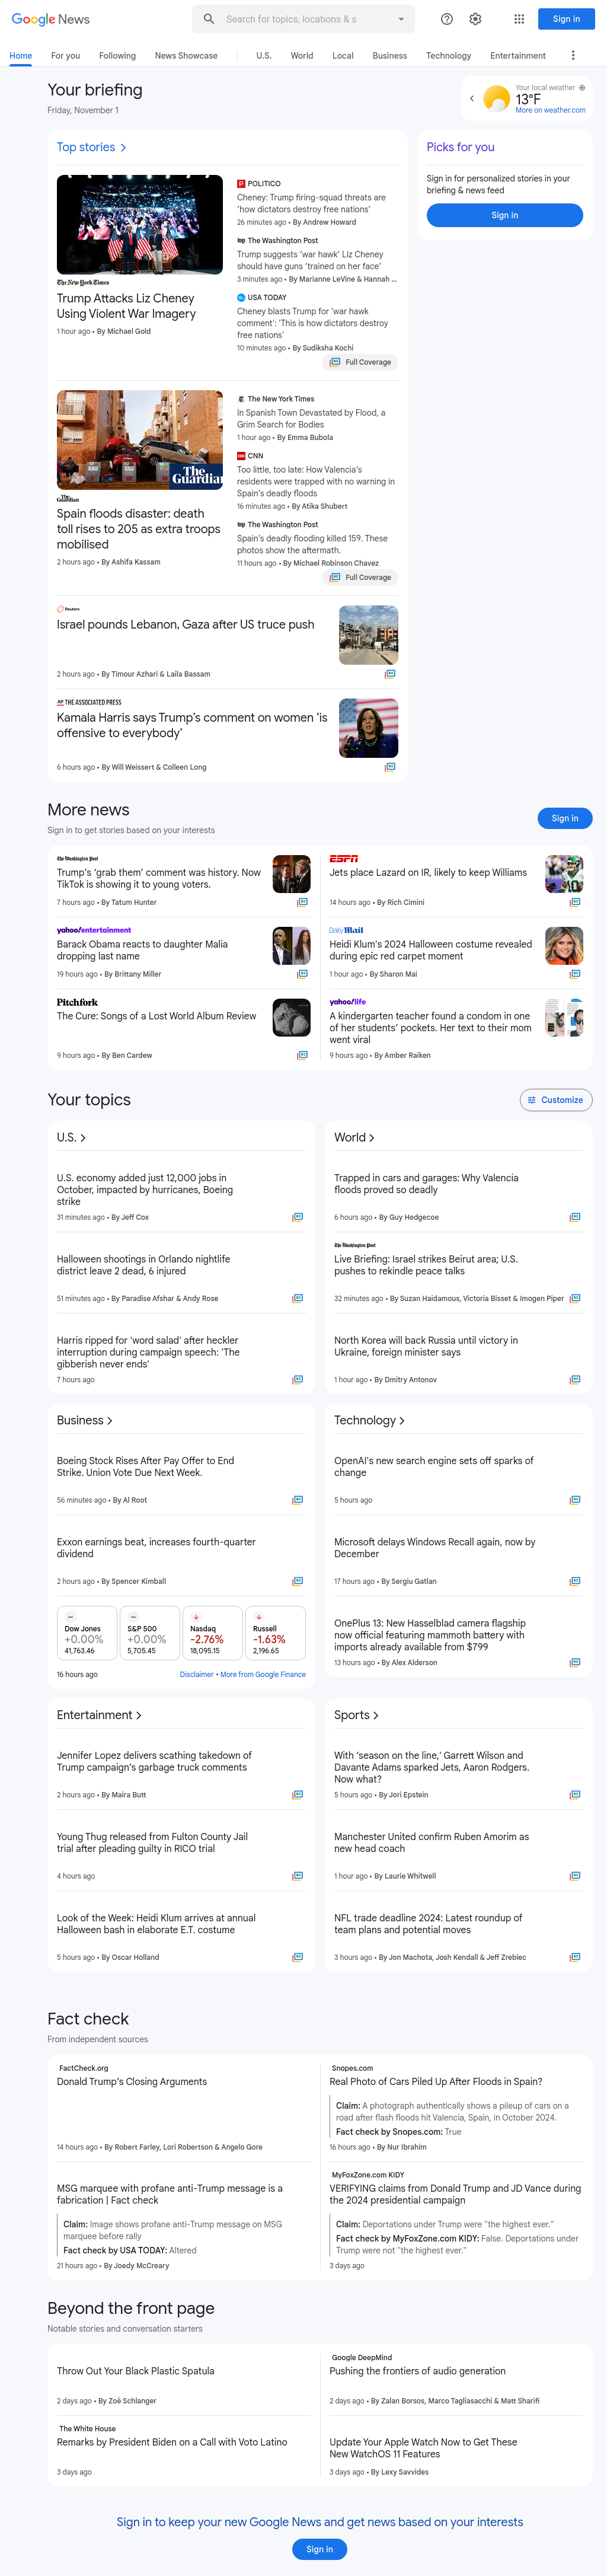 Google News
Search for topics, locations & s
Sign in
Home
For you
Following
News Showcase
U.S.
World
Local
Business
Technology
Entertainment
Your briefing
Friday, November 1
Your local weather
13°F
More on weather.com
Top stories
Picks for you
Sign in for personalized stories in your
briefing & news feed
Sign in
The New York Times
Trump Attacks Liz Cheney
Using Violent War Imagery
1 hour ago • By Michael Gold
POLITICO
Cheney: Trump firing-squad threats are
‘how dictators destroy free nations’
26 minutes ago • By Andrew Howard
The Washington Post
Trump suggests ‘war hawk’ Liz Cheney
should have guns ‘trained on her face’
3 minutes ago • By Marianne LeVine & Hannah ...
USA TODAY
Cheney blasts Trump for 'war hawk
comment': 'This is how dictators destroy
free nations'
10 minutes ago • By Sudiksha Kochi
Full Coverage
The
Guardian
The
Guardian
Spain floods disaster: death
toll rises to 205 as extra troops
mobilised
2 hours ago • By Ashifa Kassam
The New York Times
In Spanish Town Devastated by Flood, a
Grim Search for Bodies
1 hour ago • By Emma Bubola
CNN
Too little, too late: How Valencia’s
residents were trapped with no warning in
Spain’s deadly floods
16 minutes ago • By Atika Shubert
The Washington Post
Spain’s deadly flooding killed 159. These
photos show the aftermath.
11 hours ago • By Michael Robinson Chavez
Full Coverage
Reuters
Israel pounds Lebanon, Gaza after US truce push
2 hours ago • By Timour Azhari & Laila Bassam
AP THE ASSOCIATED PRESS
Kamala Harris says Trump’s comment on women ‘is
offensive to everybody’
6 hours ago • By Will Weissert & Colleen Long
More news
Sign in to get stories based on your interests
Sign in
The Washington Post
Trump’s ‘grab them’ comment was history. Now
TikTok is showing it to young voters.
7 hours ago • By Tatum Hunter
ESPN
Jets place Lazard on IR, likely to keep Williams
14 hours ago • By Rich Cimini
yahoo!entertainment
Barack Obama reacts to daughter Malia
dropping last name
19 hours ago • By Brittany Miller
Daily Mail
Heidi Klum's 2024 Halloween costume revealed
during epic red carpet moment
1 hour ago • By Sharon Mai
Pitchfork
The Cure: Songs of a Lost World Album Review
9 hours ago • By Ben Cardew
yahoo!life
A kindergarten teacher found a condom in one
of her students’ pockets. Her text to their mom
went viral
9 hours ago • By Amber Raiken
Your topics
Customize
U.S.
U.S. economy added just 12,000 jobs in
October, impacted by hurricanes, Boeing
strike
31 minutes ago • By Jeff Cox
Halloween shootings in Orlando nightlife
district leave 2 dead, 6 injured
51 minutes ago • By Paradise Afshar & Andy Rose
Harris ripped for 'word salad' after heckler
interruption during campaign speech: 'The
gibberish never ends'
7 hours ago
World
Trapped in cars and garages: Why Valencia
floods proved so deadly
6 hours ago • By Guy Hedgecoe
The Washington Post
Live Briefing: Israel strikes Beirut area; U.S.
pushes to rekindle peace talks
32 minutes ago • By Suzan Haidamous, Victoria Bisset & Imogen Piper
North Korea will back Russia until victory in
Ukraine, foreign minister says
1 hour ago • By Dmitry Antonov
Business
Boeing Stock Rises After Pay Offer to End
Strike. Union Vote Due Next Week.
56 minutes ago • By Al Root
Exxon earnings beat, increases fourth-quarter
dividend
2 hours ago • By Spencer Kimball
Dow Jones
+0.00%
41,763.46
S&P 500
+0.00%
5,705.45
Nasdaq
-2.76%
18,095.15
Russell
-1.63%
2,196.65
16 hours ago
Disclaimer • More from Google Finance
Technology
OpenAI's new search engine sets off sparks of
change
5 hours ago
Microsoft delays Windows Recall again, now by
December
17 hours ago • By Sergiu Gatlan
OnePlus 13: New Hasselblad camera flagship
now official featuring mammoth battery with
imports already available from $799
13 hours ago • By Alex Alderson
Entertainment
Jennifer Lopez delivers scathing takedown of
Trump campaign’s garbage truck comments
2 hours ago • By Maira Butt
Young Thug released from Fulton County Jail
trial after pleading guilty in RICO trial
4 hours ago
Look of the Week: Heidi Klum arrives at annual
Halloween bash in elaborate E.T. costume
5 hours ago • By Oscar Holland
Sports
With ‘season on the line,' Garrett Wilson and
Davante Adams sparked Jets, Aaron Rodgers.
Now what?
5 hours ago • By Jori Epstein
Manchester United confirm Ruben Amorim as
new head coach
1 hour ago • By Laurie Whitwell
NFL trade deadline 2024: Latest roundup of
team plans and potential moves
3 hours ago • By Jon Machota, Josh Kendall & Jeff Zrebiec
Fact check
From independent sources
FactCheck.org
Donald Trump’s Closing Arguments
14 hours ago • By Robert Farley, Lori Robertson & Angelo Gore
Snopes.com
Real Photo of Cars Piled Up After Floods in Spain?
Claim: A photograph authentically shows a pileup of cars on a
road after flash floods hit Valencia, Spain, in October 2024.
Fact check by Snopes.com: True
16 hours ago • By Nur Ibrahim
MSG marquee with profane anti-Trump message is a
fabrication | Fact check
Claim: Image shows profane anti-Trump message on MSG
marquee before rally
Fact check by USA TODAY: Altered
21 hours ago • By Joedy McCreary
MyFoxZone.com KIDY
VERIFYING claims from Donald Trump and JD Vance during
the 2024 presidential campaign
Claim: Deportations under Trump were “the highest ever.”
Fact check by MyFoxZone.com KIDY: False. Deportations under
Trump were not “the highest ever.”
3 days ago
Beyond the front page
Notable stories and conversation starters
Throw Out Your Black Plastic Spatula
2 days ago • By Zoë Schlanger
Google DeepMind
Pushing the frontiers of audio generation
2 days ago • By Zalan Borsos, Marco Tagliasacchi & Matt Sharifi
The White House
Remarks by President Biden on a Call with Voto Latino
3 days ago
Update Your Apple Watch Now to Get These
New WatchOS 11 Features
3 days ago • By Lexy Savvides
Sign in to keep your new Google News and get news based on your interests
Sign in